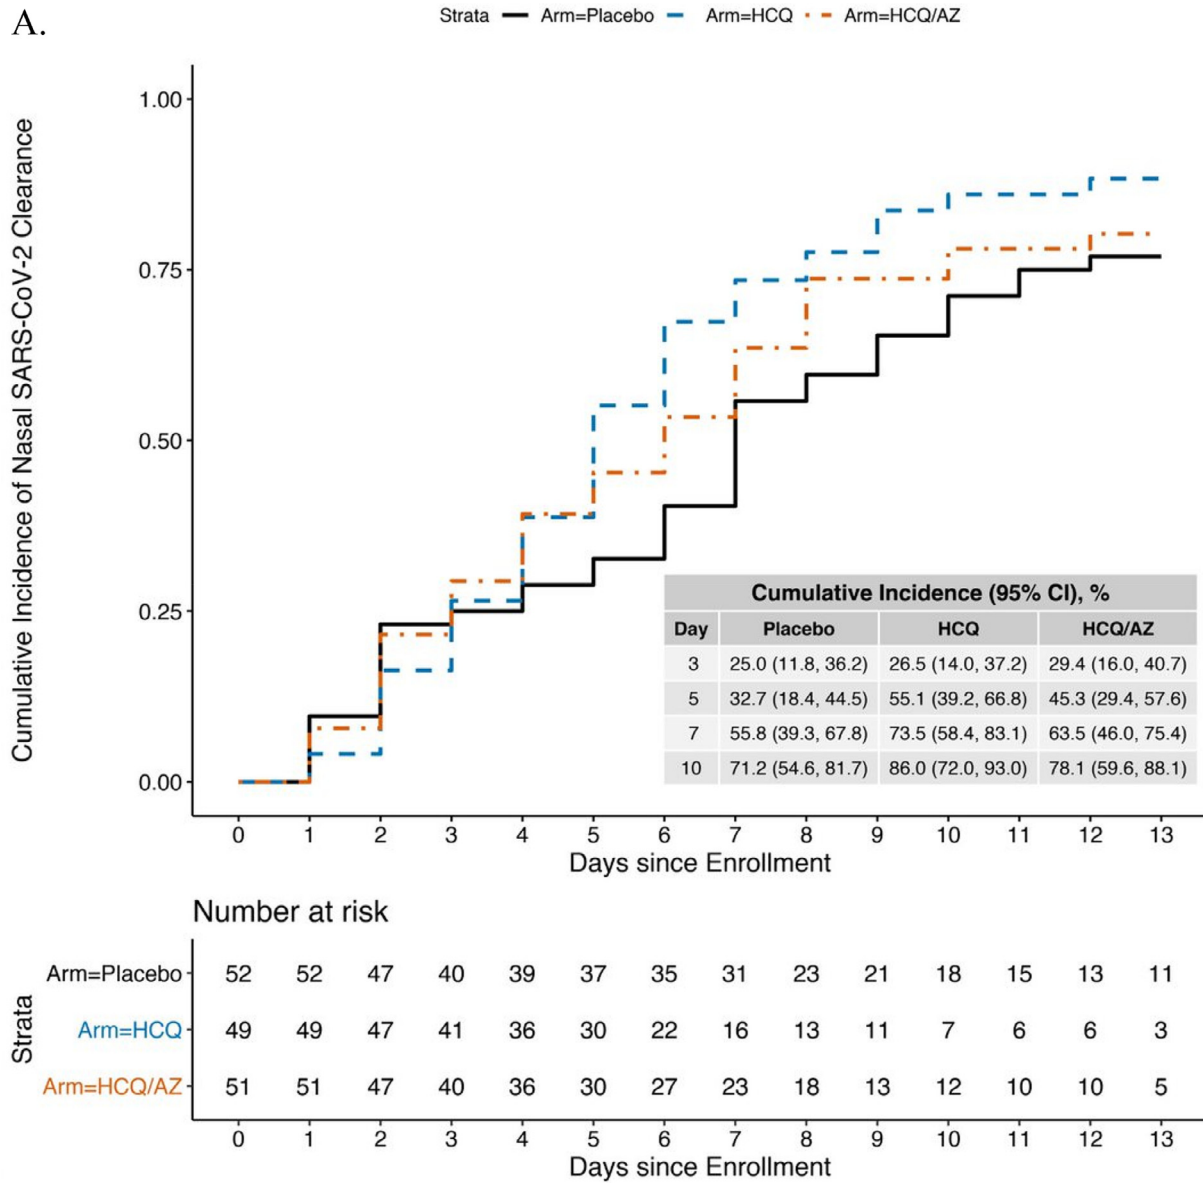 A.
Strata Arm=Placebo Arm=HCQ Arm=HCQ/AZ
Cumulative Incidence of Nasal SARS-CoV-2 Clearance
1.00
0.75
0.50
0.25
0.00
Cumulative Incidence (95% CI), %
Day Placebo HCQ HCQ/AZ
3 25.0 (11.8, 36.2) 26.5 (14.0, 37.2) 29.4 (16.0, 40.7)
5 32.7 (18.4, 44.5) 55.1 (39.2, 66.8) 45.3 (29.4, 57.6)
7 55.8 (39.3, 67.8) 73.5 (58.4, 83.1) 63.5 (46.0, 75.4)
10 71.2 (54.6, 81.7) 86.0 (72.0, 93.0) 78.1 (59.6, 88.1)
0 1 2 3 4 5 6 7 8 9 10 11 12 13
Days since Enrollment
Number at risk
Strata
Arm=Placebo 52 52 47 40 39 37 35 31 23 21 18 15 13 11
Arm=HCQ 49 49 47 41 36 30 22 16 13 11 7 6 6 3
Arm=HCQ/AZ 51 51 47 40 36 30 27 23 18 13 12 10 10 5
0 1 2 3 4 5 6 7 8 9 10 11 12 13
Days since Enrollment